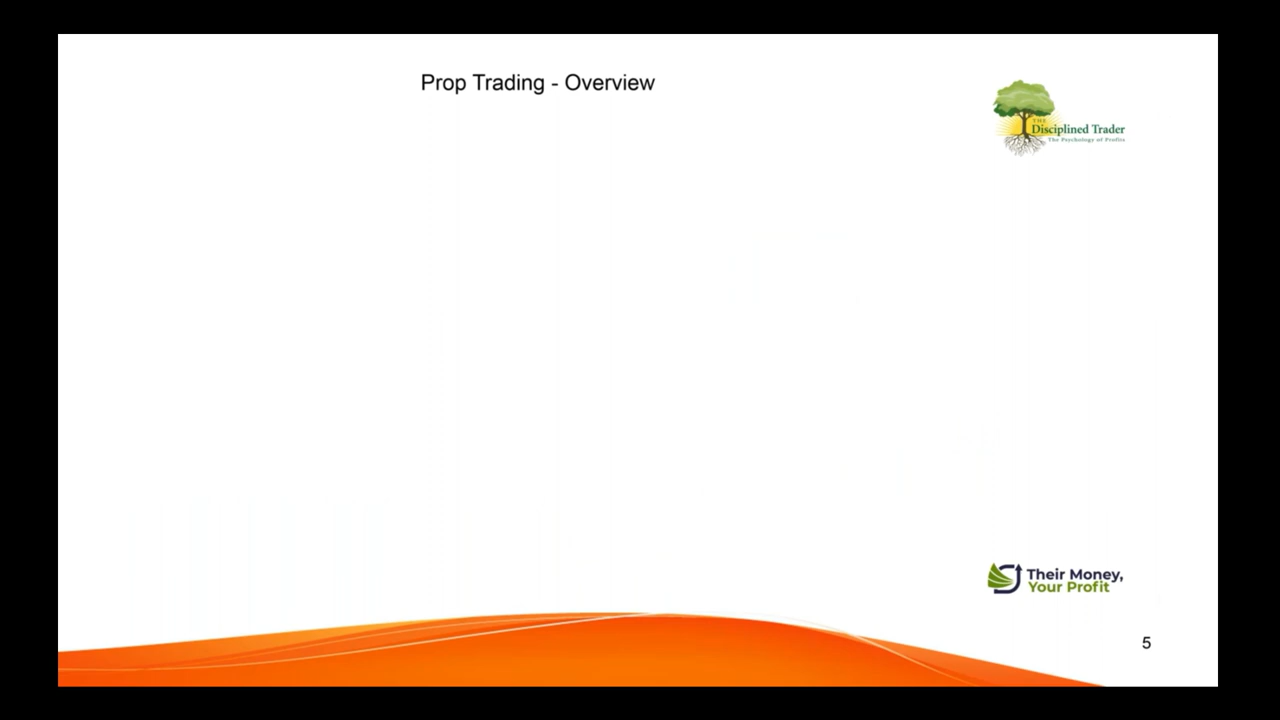 Prop Trading - Overview
THE
Disciplined Trader
The Psychology of Profits
Their Money,
Your Profit
5